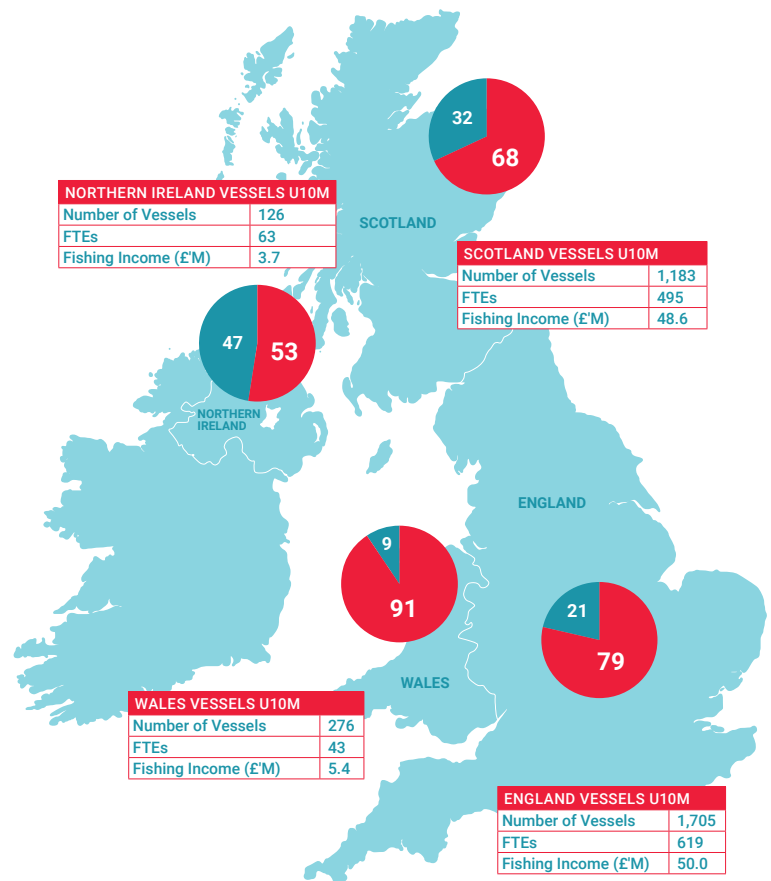 32
68
NORTHERN IRELAND VESSELS U10M
Number of Vessels 126
FTEs 63
Fishing Income (£'M) 3.7
SCOTLAND
SCOTLAND VESSELS U10M
Number of Vessels 1,183
FTEs 495
Fishing Income (£'M) 48.6
47
53
NORTHERN
IRELAND
ENGLAND
9
91
21
79
WALES
WALES VESSELS U10M
Number of Vessels 276
FTEs 43
Fishing Income (£'M) 5.4
ENGLAND VESSELS U10M
Number of Vessels 1,705
FTEs 619
Fishing Income (£'M) 50.0